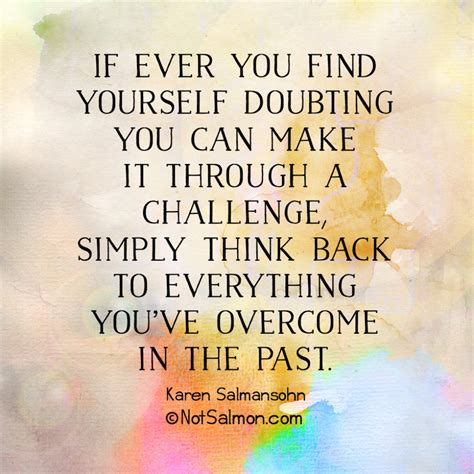 IF EVER YOU FIND
YOURSELF DOUBTING
YOU CAN MAKE
IT THROUGH A
CHALLENGE,
SIMPLY THINK BACK
TO EVERYTHING
YOU'VE OVERCOME
IN THE PAST.
Karen Salmansohn
©NotSalmon.com